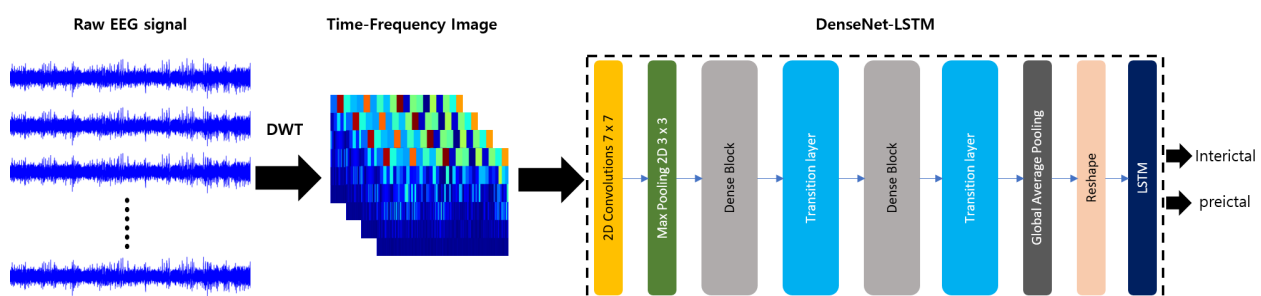 Raw EEG signal
Time-Frequency Image
DenseNet-LSTM
DWT
2D Convolutions 7 x 7
Max Pooling 2D 3 x 3
Dense Block
Transition layer
Dense Block
Transition layer
Global Average Pooling
Reshape
LSTM
Interictal
preictal